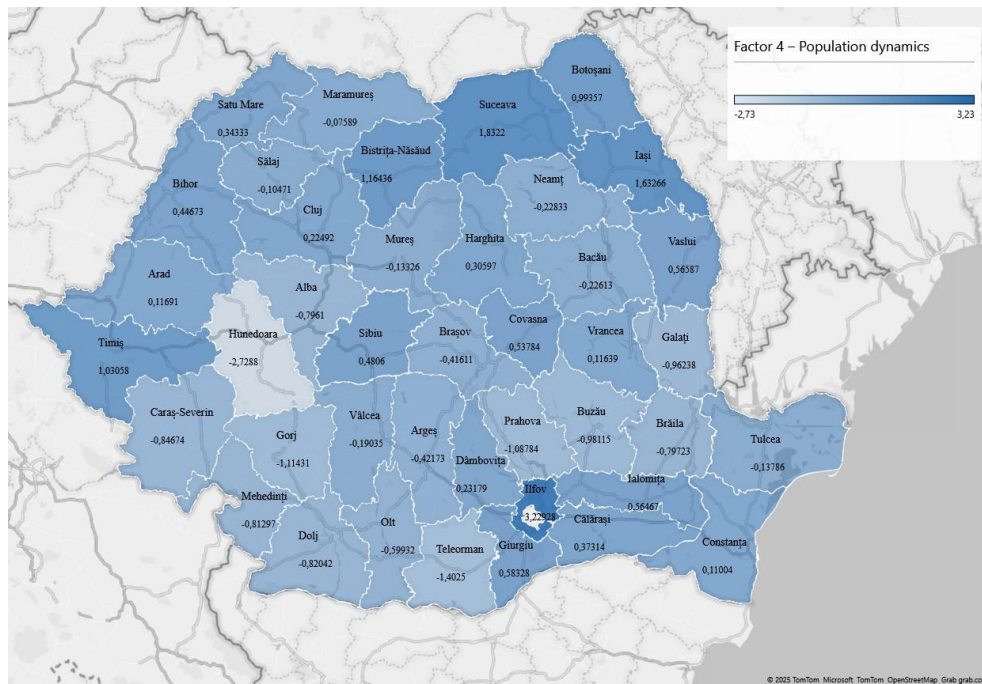 Factor 4 – Population dynamics
-2,73
3,23
Botoșani
0,99357
Satu Mare
0,34333
Maramureș
-0,07589
Suceava
1,8322
Iași
1,63266
Bistrița-Năsăud
1,16436
Sălaj
-0,10471
Bihor
0,44673
Cluj
0,22492
Neamț
-0,22833
Mureș
-0,13326
Harghita
0,30597
Bacău
-0,22613
Vaslui
0,56587
Arad
0,11691
Alba
-0,7961
Hunedoara
-2,7288
Timiș
1,03058
Sibiu
0,4806
Brașov
-0,41611
Covasna
0,53784
Vrancea
0,11639
Galați
-0,96238
Caraș-Severin
-0,84674
Gorj
-1,11431
Vâlcea
-0,19035
Argeș
-0,42173
Dâmbovița
0,23179
Prahova
-1,08784
Buzău
-0,98115
Brăila
-0,79723
Tulcea
-0,13786
Ilfov
3,22928
Ialomița
0,56467
Mehedinți
-0,81297
Dolj
-0,82042
Olt
-0,59932
Teleorman
-1,4025
Giurgiu
0,58328
Călărași
0,37314
Constanța
0,11004
© 2025 TomTom Microsoft TomTom OpenStreetMap Grab grab.co